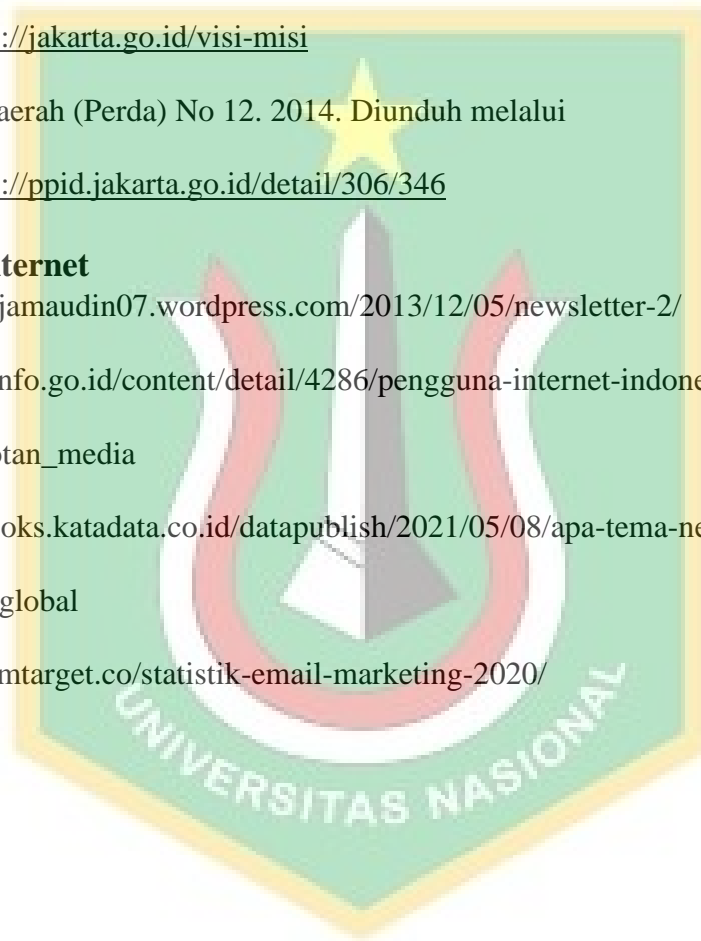 ://jakarta.go.id/visi-misi
aerah (Perda) No 12. 2014. Diunduh melalui
://ppid.jakarta.go.id/detail/306/346
ternet
jamaudin07.wordpress.com/2013/12/05/newsletter-2/
nfo.go.id/content/detail/4286/pengguna-internet-indone
otan_media
oks.katadata.co.id/datapublish/2021/05/08/apa-tema-ne
global
mtarget.co/statistik-email-marketing-2020/
UNIVERSITAS NASIONAL